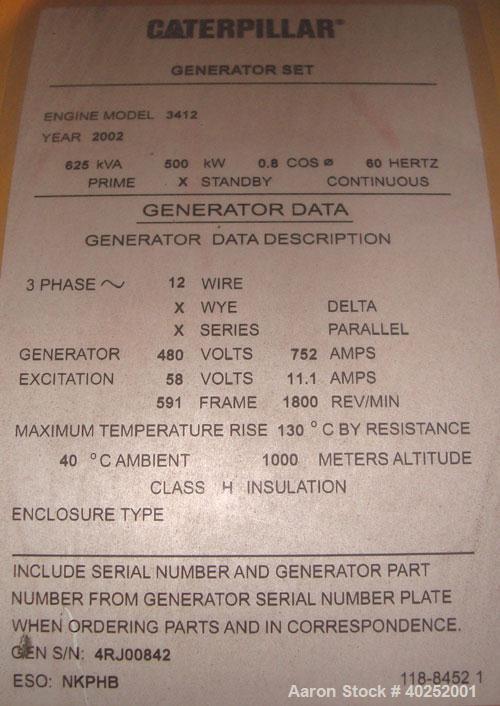 CATERPILLAR®
GENERATOR SET
ENGINE MODEL 3412
YEAR 2002
625 kVA 500 kW 0.8 COS ø 60 HERTZ
PRIME X STANDBY CONTINUOUS
GENERATOR DATA
GENERATOR DATA DESCRIPTION
3 PHASE ～ 12 WIRE
X WYE DELTA
X SERIES PARALLEL
GENERATOR 480 VOLTS 752 AMPS
EXCITATION 58 VOLTS 11.1 AMPS
591 FRAME 1800 REV/MIN
MAXIMUM TEMPERATURE RISE 130 °C BY RESISTANCE
40 °C AMBIENT 1000 METERS ALTITUDE
CLASS H INSULATION
ENCLOSURE TYPE
INCLUDE SERIAL NUMBER AND GENERATOR PART
NUMBER FROM GENERATOR SERIAL NUMBER PLATE
WHEN ORDERING PARTS AND IN CORRESPONDENCE.
GEN S/N: 4RJ00842
ESO: NKPHB 118-8452 1
Aaron Stock # 40252001